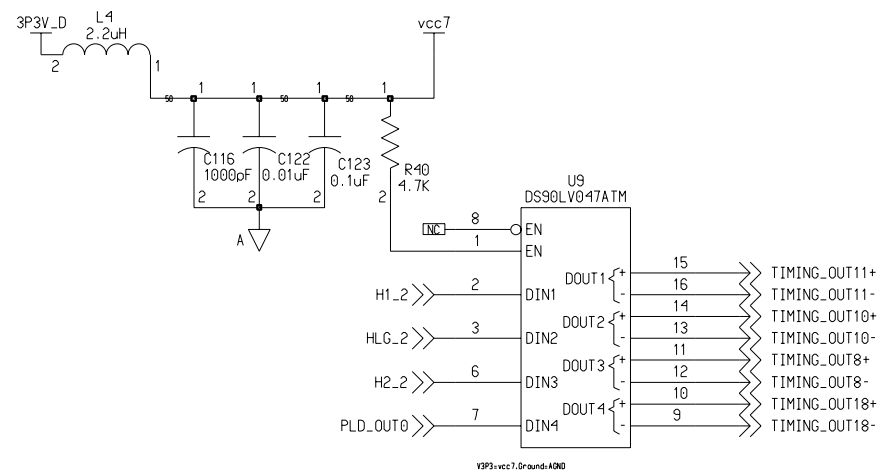 3P3V_D
L4
2.2uH
2
1
vcc7
50
1
1
50
1
50
1
C116
1000pF
C122
0.01uF
C123
0.1uF
R40
4.7K
2
2
2
2
A
U9
DS90LV047ATM
NC
8
EN
1
EN
H1_2
2
DIN1
DOUT1
+
15
TIMING_OUT11+
-
16
TIMING_OUT11-
HLG_2
3
DIN2
DOUT2
+
14
TIMING_OUT10+
-
13
TIMING_OUT10-
H2_2
6
DIN3
DOUT3
+
11
TIMING_OUT8+
-
12
TIMING_OUT8-
PLD_OUT0
7
DIN4
DOUT4
+
10
TIMING_OUT18+
-
9
TIMING_OUT18-
V3P3=vcc7,Ground=AGND